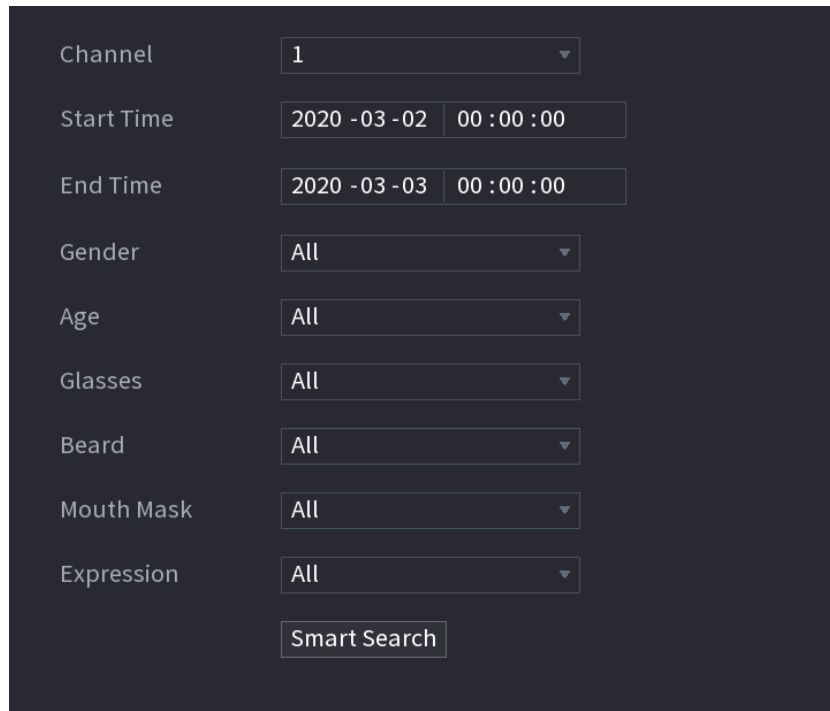 Channel 1
Start Time 2020 -03 -02 00 :00 :00
End Time 2020 -03 -03 00 :00 :00
Gender All
Age All
Glasses All
Beard All
Mouth Mask All
Expression All
Smart Search